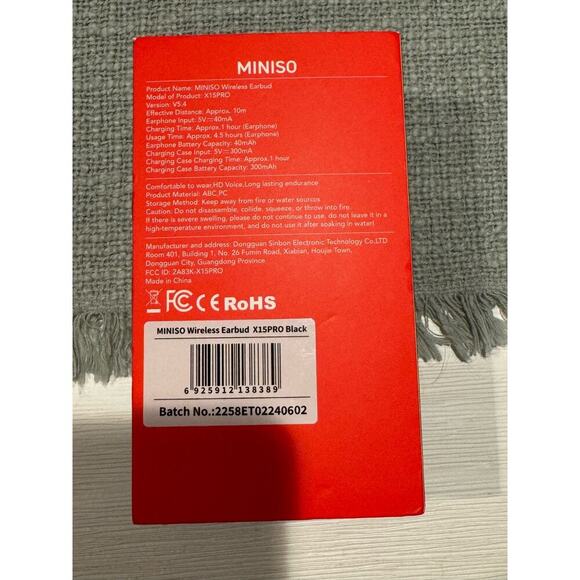 MINISO
Product Name: MINISO Wireless Earbud
Model of Product: X15PRO
Version: V5.4
Effective Distance: Approx. 10m
Earphone Input: 5V⎓40mA
Charging Time: Approx.1 hour (Earphone)
Usage Time: Approx. 4.5 hours (Earphone)
Earphone Battery Capacity: 40mAh
Charging Case Input: 5V⎓300mA
Charging Case Charging Time: Approx.1 hour
Charging Case Battery Capacity: 300mAh
Comfortable to wear,HD Voice,Long lasting endurance
Product Material: ABC,PC
Storage Method: Keep away from fire or water sources
Caution: Do not disassemble, collide, squeeze, or throw into fire.
If there is severe swelling, please do not continue to use, do not leave it in a
high-temperature environment, and do not use it after soaking in water)
Manufacturer and address: Dongguan Sinbon Electronic Technology Co,LTD
Room 401, Building 1, No. 26 Fumin Road, Xiabian, Houjie Town,
Dongguan City, Guangdong Province.
FCC ID: 2A83K-X15PRO
Made in China
FC CE RoHS
MINISO Wireless Earbud X15PRO Black
6 925912 138389
Batch No.:2258ET02240602